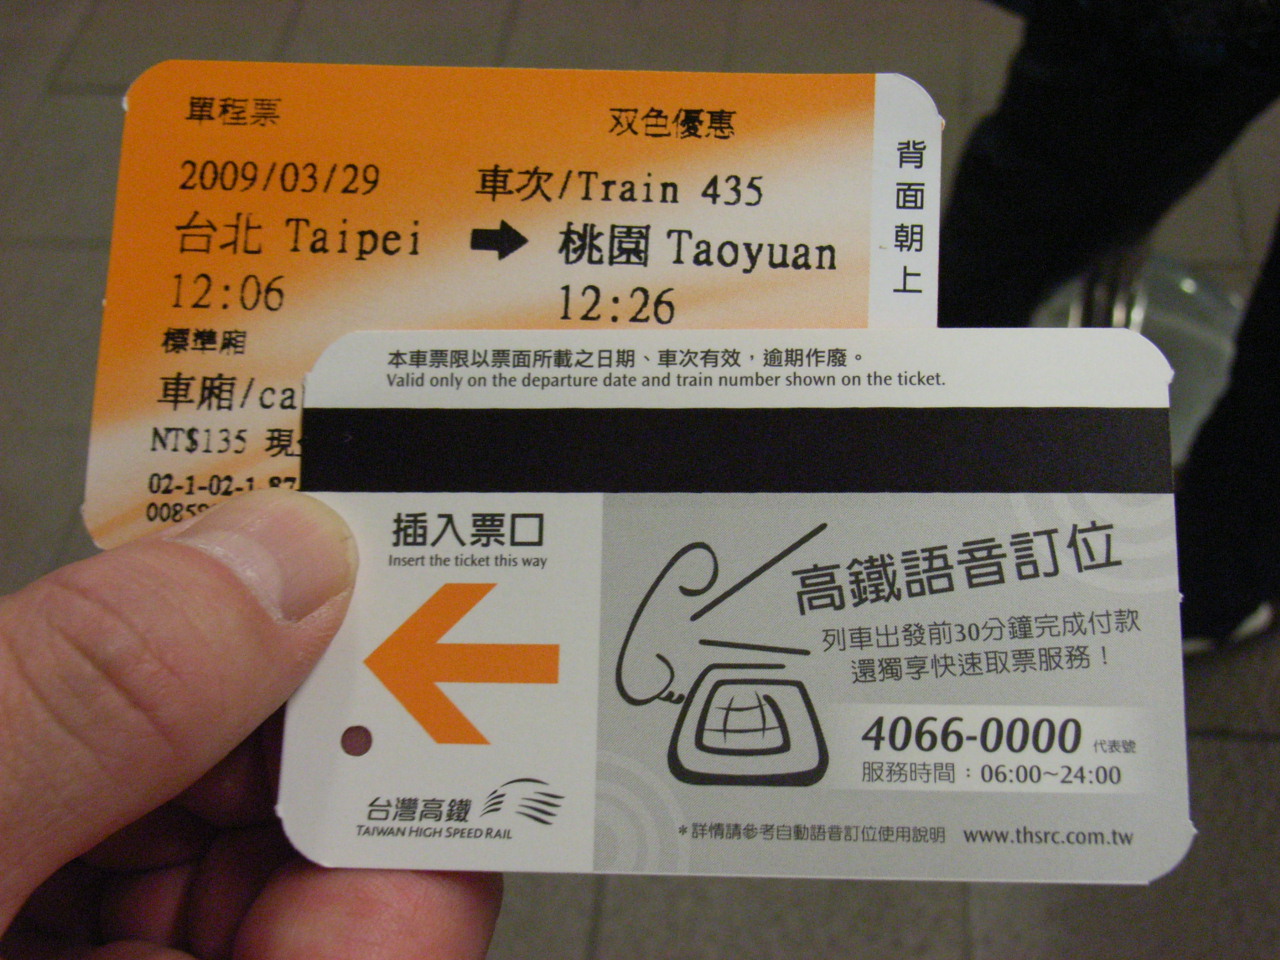 單程票 双色優惠
2009/03/29 車次/Train 435
台北 Taipei → 桃園 Taoyuan
12:06 12:26
標準廂
車廂/ca
NT$135 現
02-1-02-1
背面朝上
本車票限以票面所載之日期、車次有效，逾期作廢。
Valid only on the departure date and train number shown on the ticket.
插入票口
Insert the ticket this way
台灣高鐵
TAIWAN HIGH SPEED RAIL
高鐵語音訂位
列車出發前30分鐘完成付款
還獨享快速取票服務！
4066-0000 代表號
服務時間：06:00~24:00
＊詳情請參考自動語音訂位使用說明 www.thsrc.com.tw